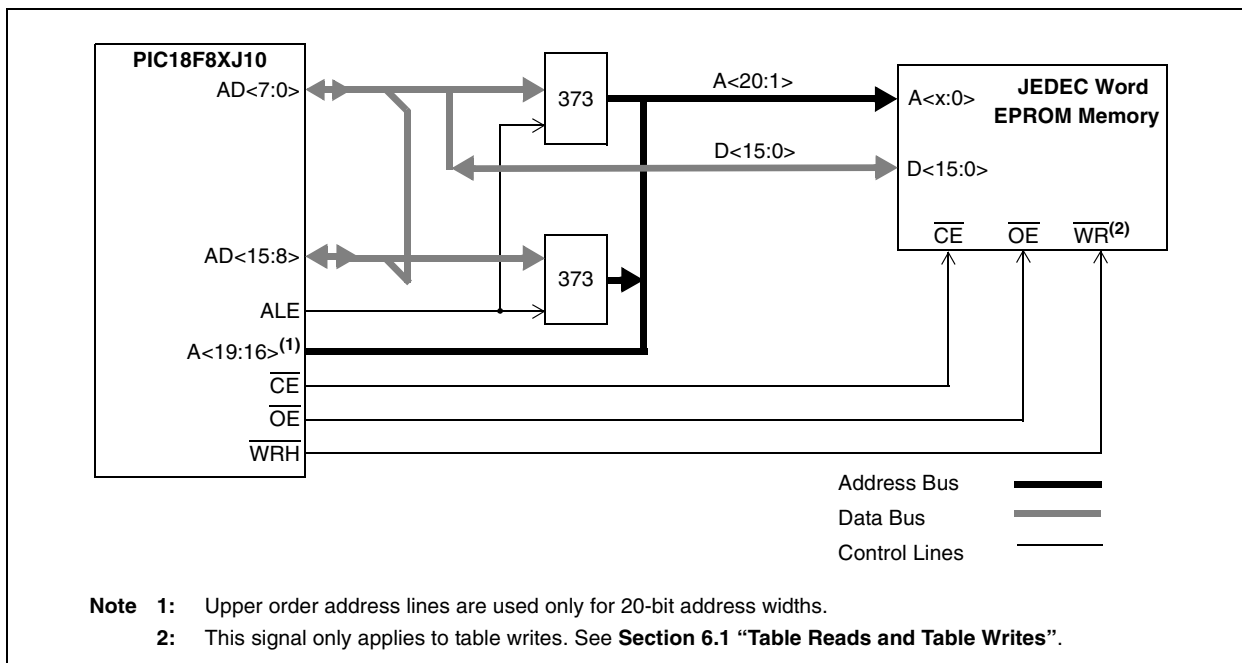 PIC18F8XJ10
AD<7:0>
373
A<20:1>
A<x:0>
JEDEC Word
EPROM Memory
D<15:0>
D<15:0>
CE OE WR(2)
AD<15:8>
373
ALE
A<19:16>(1)
CE
OE
WRH
Address Bus
Data Bus
Control Lines
Note 1: Upper order address lines are used only for 20-bit address widths.
2: This signal only applies to table writes. See Section 6.1 “Table Reads and Table Writes”.